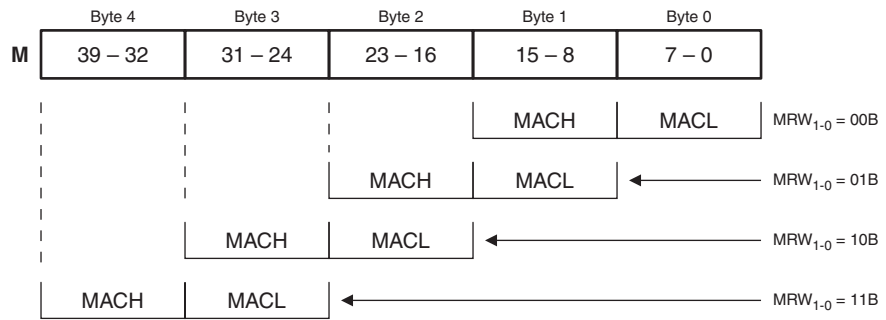 Byte 4 Byte 3 Byte 2 Byte 1 Byte 0
M 39 – 32 31 – 24 23 – 16 15 – 8 7 – 0
MACH MACL MRW1-0 = 00B
MACH MACL MRW1-0 = 01B
MACH MACL MRW1-0 = 10B
MACH MACL MRW1-0 = 11B